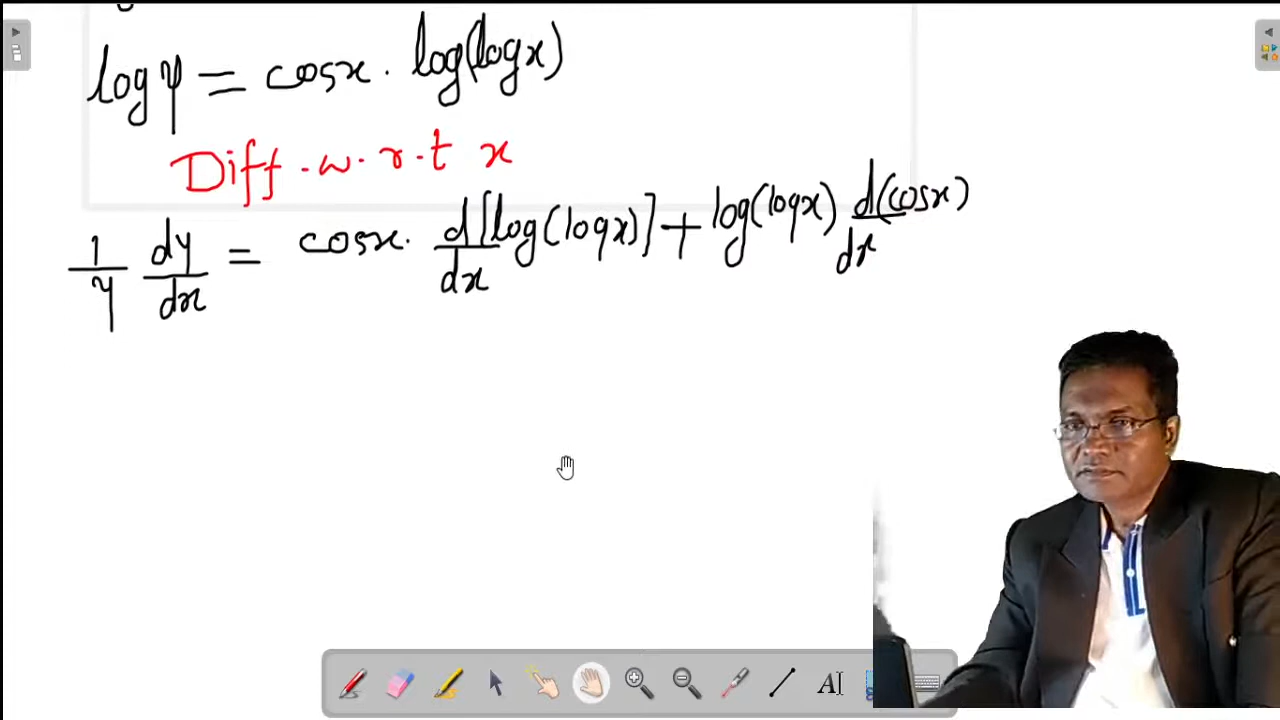 log y = cosx . log(logx)
Diff . w . r . t x
1/y dy/dx = cosx . d/dx [log(logx)] + log(logx) d/dx (cosx)
A